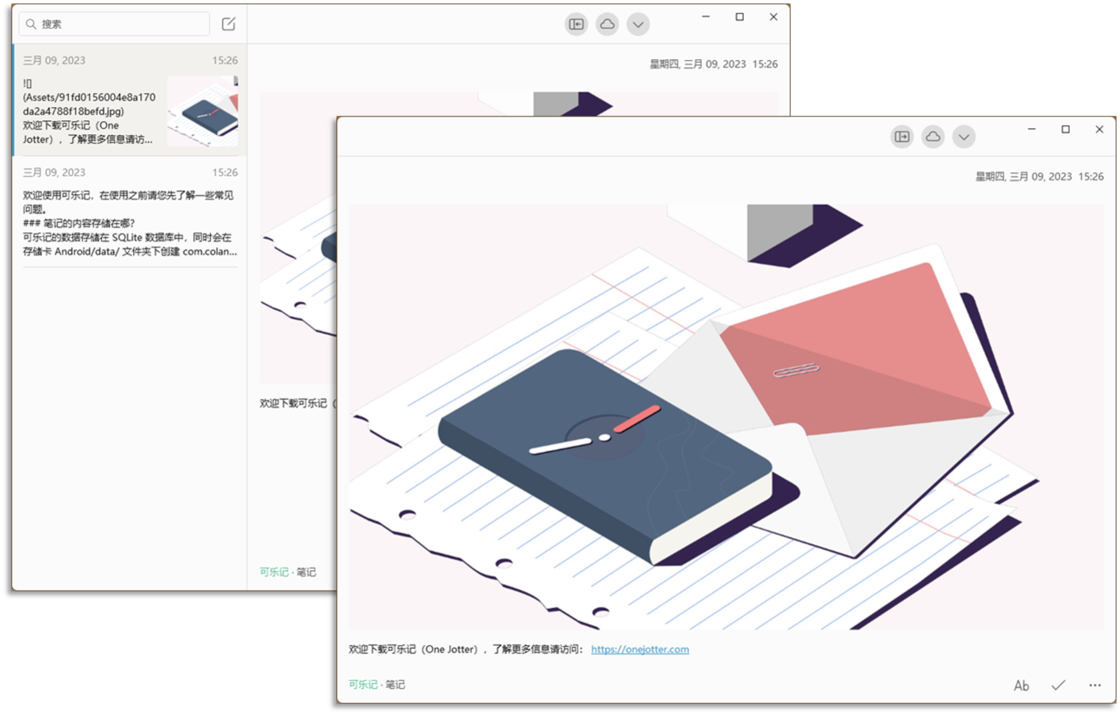 搜索
三月 09, 2023 15:26
![]
(Assets/91fd0156004e8a170
da2a4788f18befd.jpg)
欢迎下载可乐记（One
Jotter），了解更多信息请访...
三月 09, 2023 15:26
欢迎使用可乐记，在使用之前请您先了解一些常见
问题。
### 笔记的内容存储在哪?
可乐记的数据存储在 SQLite 数据库中，同时会在
存储卡 Android/data/ 文件夹下创建 com.colan...
星期四, 三月 09, 2023 15:26
欢迎下载可乐记（
可乐记 · 笔记
星期四, 三月 09, 2023 15:26
欢迎下载可乐记（One Jotter），了解更多信息请访问： https://onejotter.com
可乐记 · 笔记
Ab